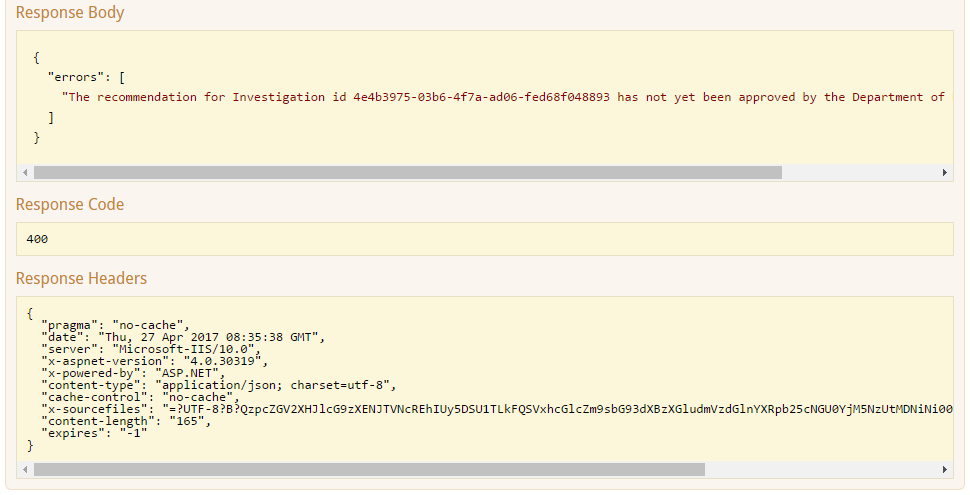 Response Body
{
"errors": [
"The recommendation for Investigation id 4e4b3975-03b6-4f7a-ad06-fed68f048893 has not yet been approved by the Department of
]
}
Response Code
400
Response Headers
{
"pragma": "no-cache",
"date": "Thu, 27 Apr 2017 08:35:38 GMT",
"server": "Microsoft-IIS/10.0",
"x-aspnet-version": "4.0.30319",
"x-powered-by": "ASP.NET",
"content-type": "application/json; charset=utf-8",
"cache-control": "no-cache",
"x-sourcefiles": "=?UTF-8?B?QzpcZGV2XHJlcG9zXENJTVNcREhIUy5DSU1TLkFQSVxhcGlcZm9sbG93dXBzXGludmVzdGlnYXRpb25cNGU0YjM5NzUtMDNiNi00
"content-length": "165",
"expires": "-1"
}